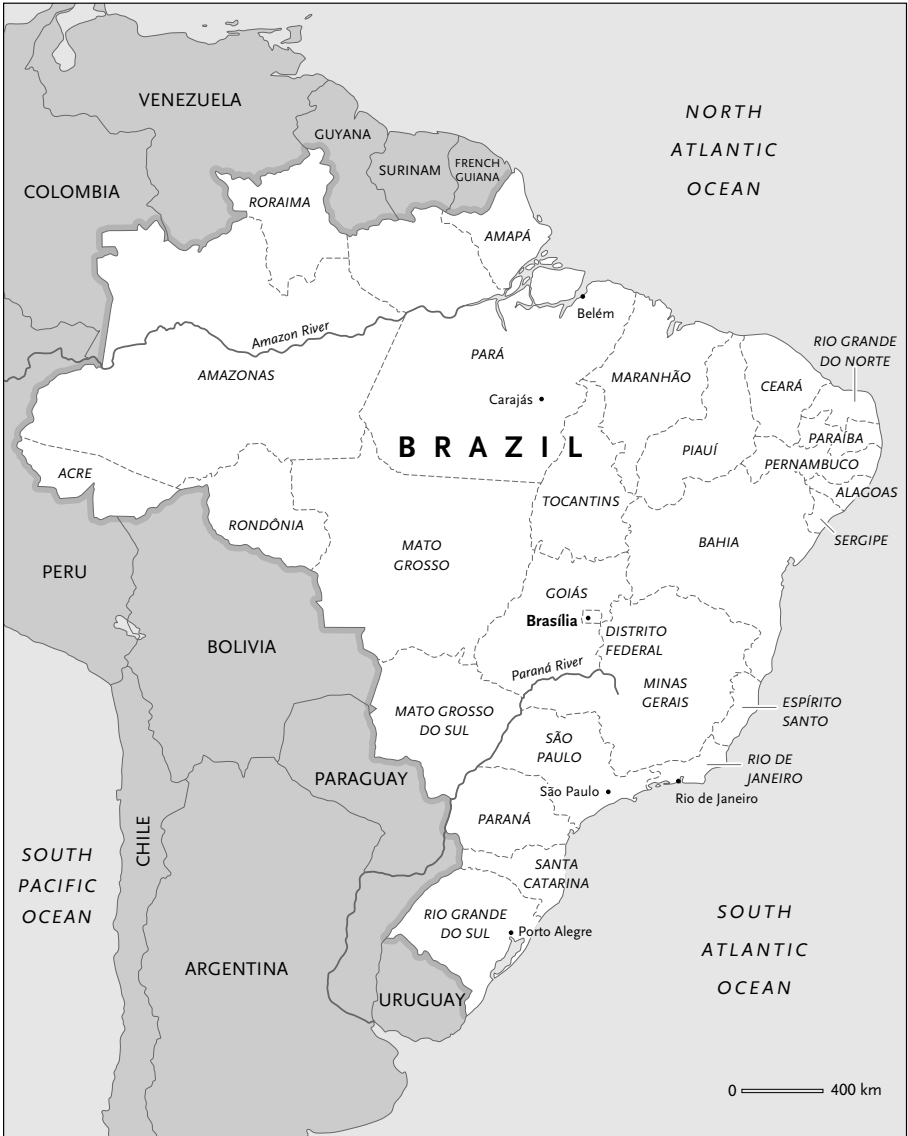 VENEZUELA
GUYANA
SURINAM
FRENCH
GUIANA
COLOMBIA
NORTH
ATLANTIC
OCEAN
RORAIMA
AMAPÁ
Belém
Amazon River
AMAZONAS
PARÁ
MARANHÃO
CEARÁ
RIO GRANDE
DO NORTE
Carajás
BRAZIL
PIAUÍ
PARAÍBA
PERNAMBUCO
ALAGOAS
SERGIPE
ACRE
RONDÔNIA
TOCANTINS
MATO
GROSSO
BAHIA
PERU
GOIÁS
Brasília
DISTRITO
FEDERAL
BOLIVIA
Paraná River
MINAS
GERAIS
ESPÍRITO
SANTO
MATO GROSSO
DO SUL
SÃO
PAULO
RIO DE
JANEIRO
PARAGUAY
São Paulo
Rio de Janeiro
PARANÁ
CHILE
SOUTH
PACIFIC
OCEAN
SANTA
CATARINA
RIO GRANDE
DO SUL
Porto Alegre
SOUTH
ATLANTIC
OCEAN
ARGENTINA
URUGUAY
0 400 km